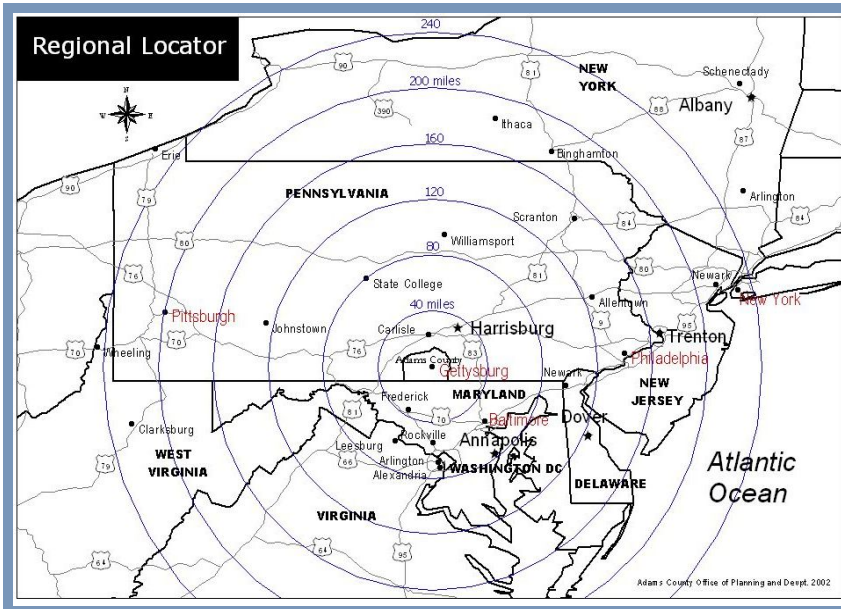 Regional Locator
240
200 miles
160
120
80
40 miles
NEW
YORK
Schenectady
Albany
90
81
390
88
87
Ithaca
Binghamton
Erie
90
79
Arlington
PENNSYLVANIA
Scranton
84
84
Williamsport
80
80
76
81
State College
Newark
New York
Allentown
Pittsburgh
Johnstown
Carlisle
Harrisburg
9
95
Trenton
70
Wheeling
70
76
83
Adams County
Gettysburg
Philadelphia
Newark
NEW
JERSEY
MARYLAND
Frederick
81
70
Baltimore
Dover
Clarksburg
Rockville
Annapolis
Leesburg
WEST
VIRGINIA
79
66
Arlington
WASHINGTON DC
Alexandria
DELAWARE
Atlantic
Ocean
VIRGINIA
64
64
95
Adams County Office of Planning and Devpt. 2002
N
W
E
S